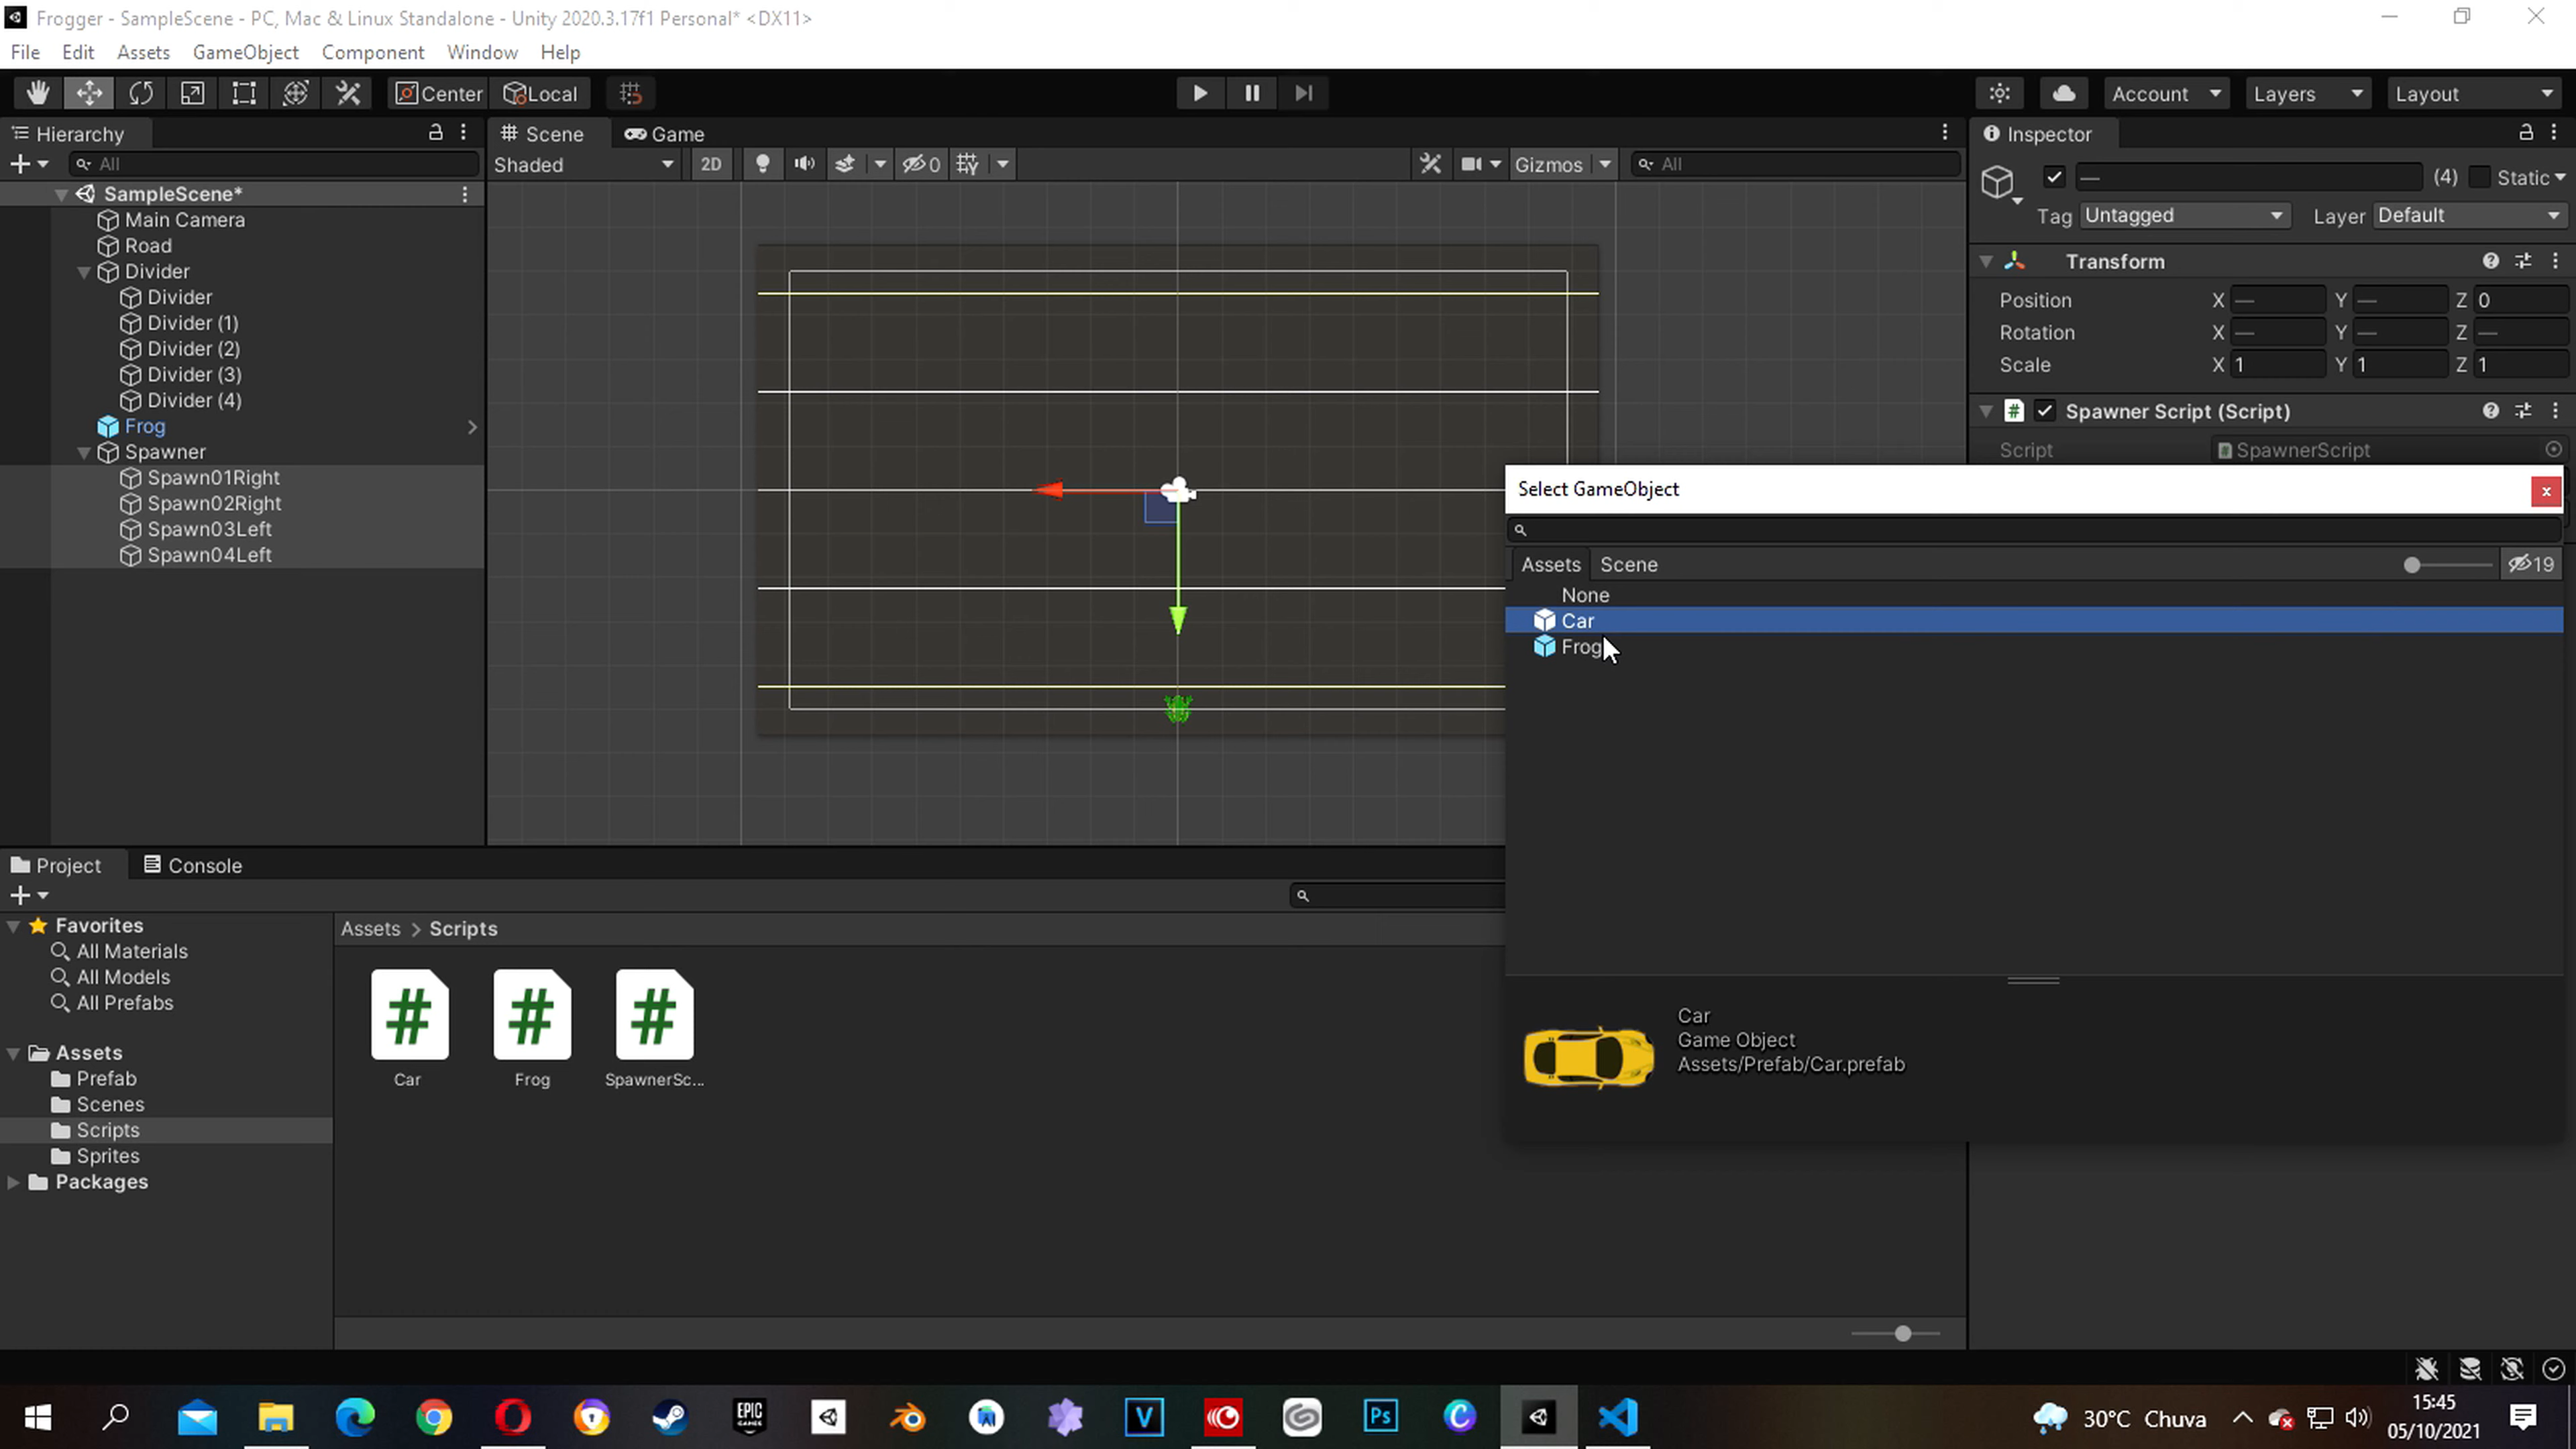 Frogger - SampleScene - PC, Mac & Linux Standalone - Unity 2020.3.17f1 Personal* <DX11>
File Edit Assets GameObject Component Window Help
Center Local Account Layers Layout
Hierarchy
All
SampleScene*
Main Camera
Road
Divider
Divider
Divider (1)
Divider (2)
Divider (3)
Divider (4)
Frog
Spawner
Spawn01Right
Spawn02Right
Spawn03Left
Spawn04Left
Scene Game
Shaded 2D 0 Gizmos All
Inspector
— (4) Static
Tag Untagged Layer Default
Transform
Position X — Y — Z 0
Rotation X — Y — Z —
Scale X 1 Y 1 Z 1
# Spawner Script (Script)
Script SpawnerScript
Select GameObject
Assets Scene 19
None
Car
Frog
Car
Game Object
Assets/Prefab/Car.prefab
Project Console
Favorites
All Materials
All Models
All Prefabs
Assets
Prefab
Scenes
Scripts
Sprites
Packages
Assets > Scripts
# # #
Car Frog SpawnerSc...
EPIC GAMES V Ps C
30°C Chuva
15:45
05/10/2021